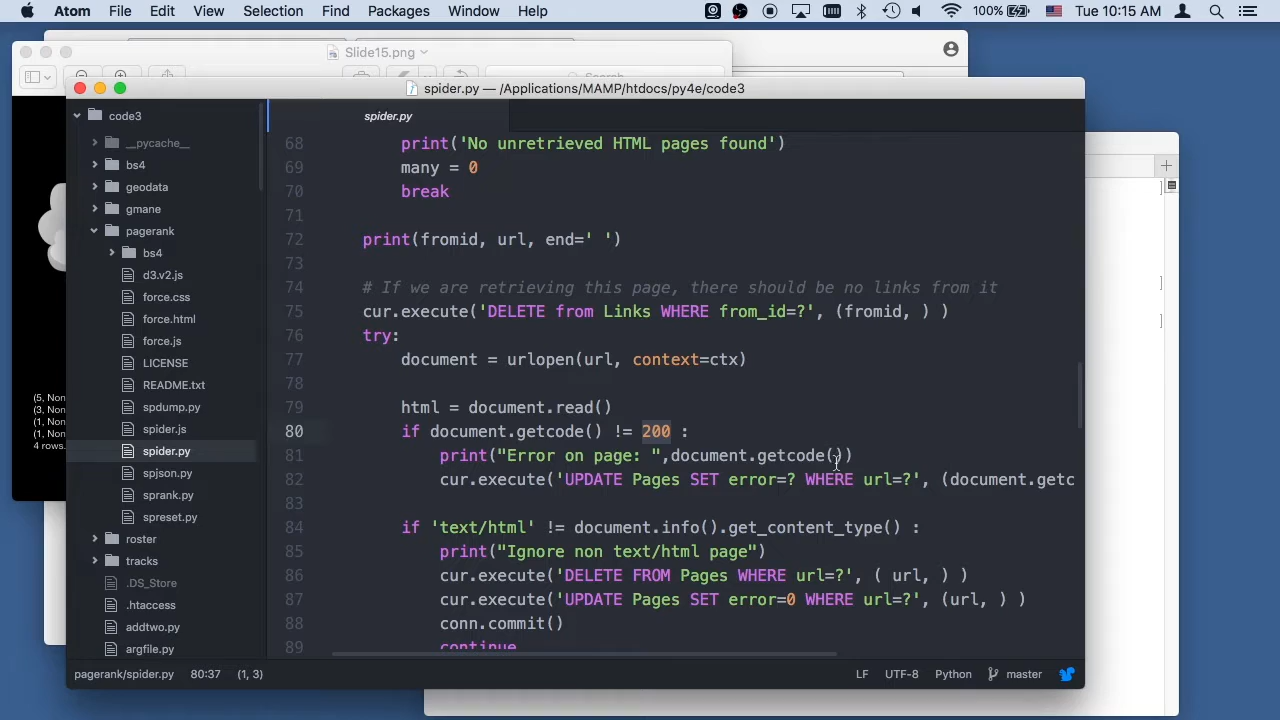 Atom File Edit View Selection Find Packages Window Help 100% Tue 10:15 AM
Slide15.png
Search
spider.py — /Applications/MAMP/htdocs/py4e/code3
code3
__pycache__
bs4
geodata
gmane
pagerank
bs4
d3.v2.js
force.css
force.html
force.js
LICENSE
README.txt
spdump.py
spider.js
spider.py
spjson.py
sprank.py
spreset.py
roster
tracks
.DS_Store
.htaccess
addtwo.py
argfile.py
spider.py
68 print('No unretrieved HTML pages found')
69 many = 0
70 break
71
72 print(fromid, url, end=' ')
73
74 # If we are retrieving this page, there should be no links from it
75 cur.execute('DELETE from Links WHERE from_id=?', (fromid, ) )
76 try:
77 document = urlopen(url, context=ctx)
78
79 html = document.read()
80 if document.getcode() != 200 :
81 print("Error on page: ",document.getcode())
82 cur.execute('UPDATE Pages SET error=? WHERE url=?', (document.getc
83
84 if 'text/html' != document.info().get_content_type() :
85 print("Ignore non text/html page")
86 cur.execute('DELETE FROM Pages WHERE url=?', ( url, ) )
87 cur.execute('UPDATE Pages SET error=0 WHERE url=?', (url, ) )
88 conn.commit()
89 continue
(5, Non
(3, Non
(1, Non
(1, Non
4 rows.
pagerank/spider.py 80:37 (1, 3) LF UTF-8 Python master